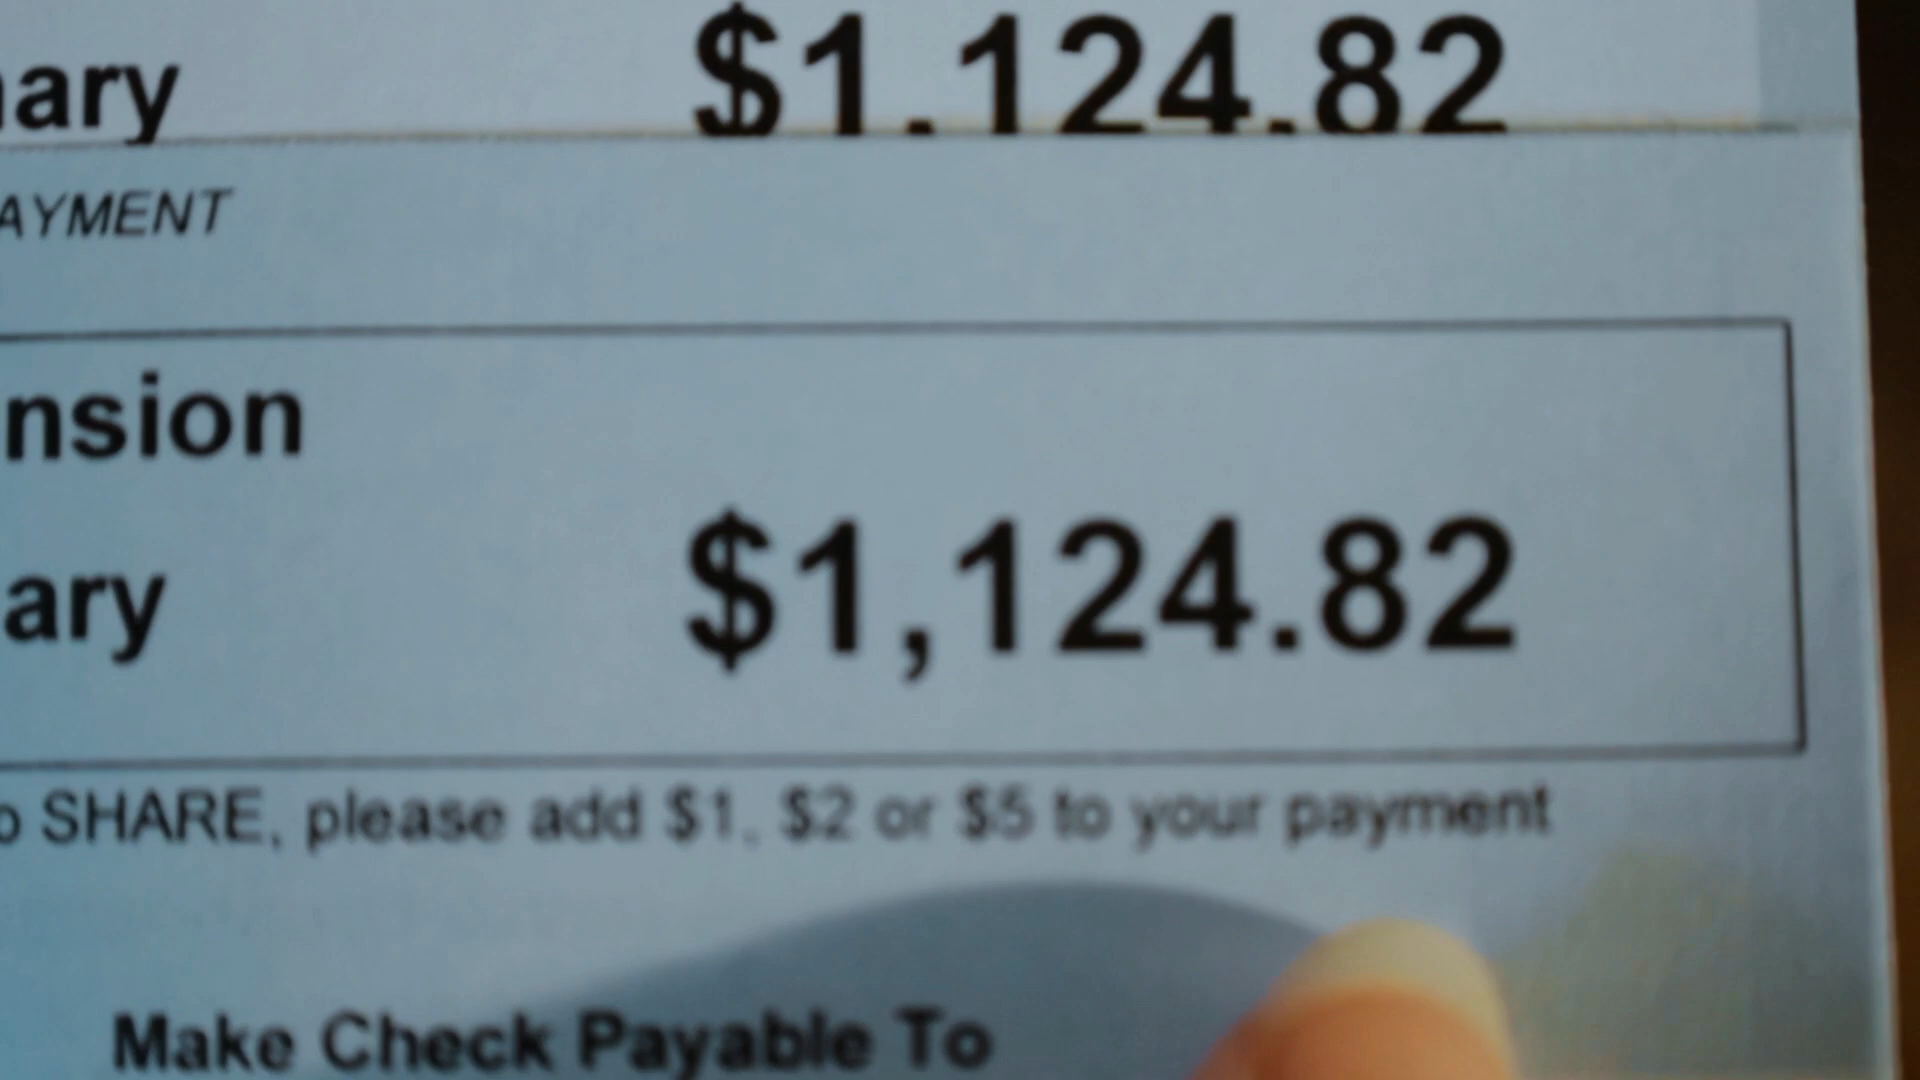 ary $1,124.82
AYMENT
nsion
ary $1,124.82
o SHARE, please add $1, $2 or $5 to your payment
Make Check Payable To